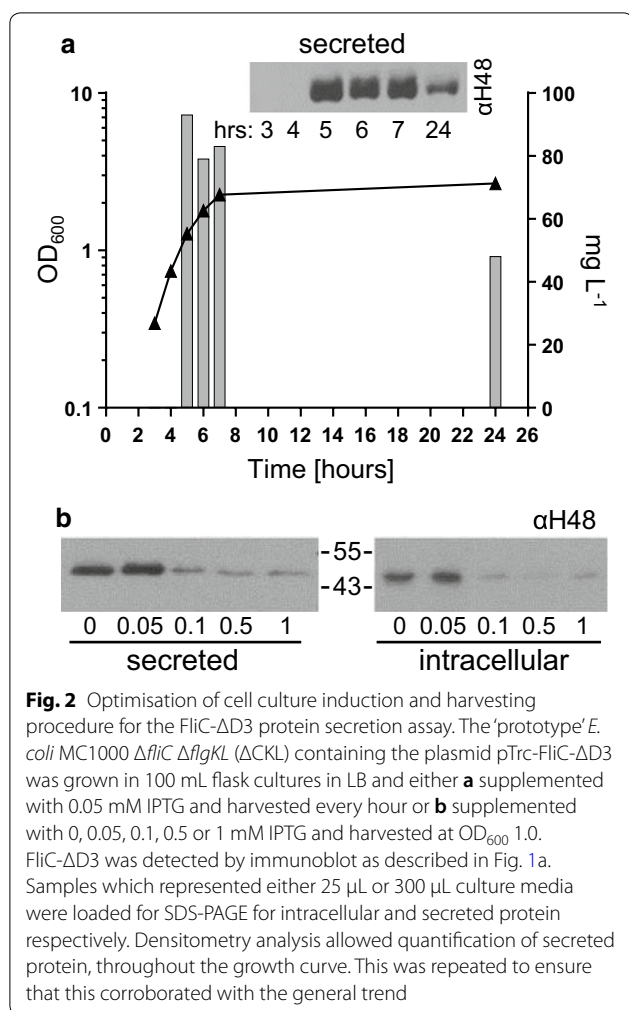 a
secreted
αH48
hrs: 3 4 5 6 7 24
10
1
0.1
OD600
100
80
60
40
20
0
mg L-1
0 2 4 6 8 10 12 14 16 18 20 22 24 26
Time [hours]
b
αH48
-55-
-43-
0 0.05 0.1 0.5 1
secreted
0 0.05 0.1 0.5 1
intracellular
Fig. 2 Optimisation of cell culture induction and harvesting
procedure for the FliC-ΔD3 protein secretion assay. The ‘prototype’ E.
coli MC1000 ΔfliC ΔflgKL (ΔCKL) containing the plasmid pTrc-FliC-ΔD3
was grown in 100 mL flask cultures in LB and either a supplemented
with 0.05 mM IPTG and harvested every hour or b supplemented
with 0, 0.05, 0.1, 0.5 or 1 mM IPTG and harvested at OD600 1.0.
FliC-ΔD3 was detected by immunoblot as described in Fig. 1a.
Samples which represented either 25 μL or 300 μL culture media
were loaded for SDS-PAGE for intracellular and secreted protein
respectively. Densitometry analysis allowed quantification of secreted
protein, throughout the growth curve. This was repeated to ensure
that this corroborated with the general trend